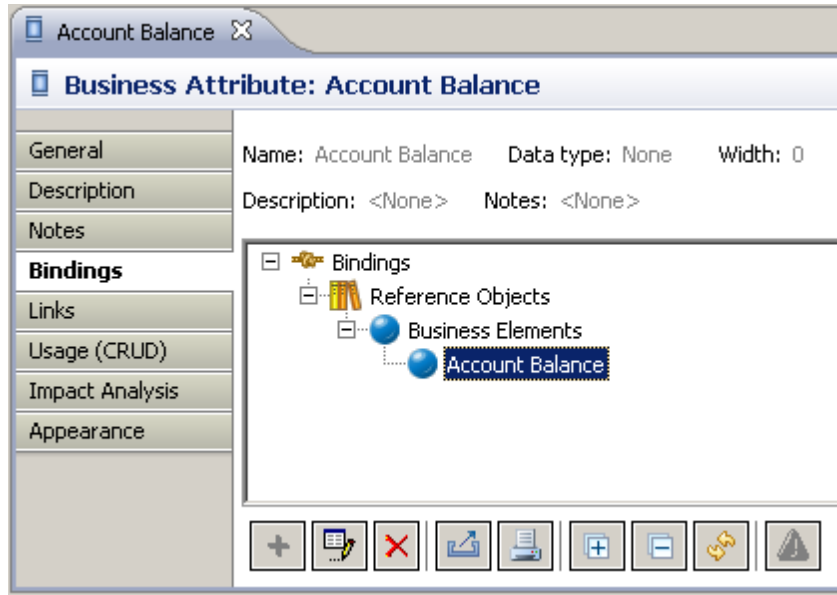 Account Balance
Business Attribute: Account Balance
General
Description
Notes
Bindings
Links
Usage (CRUD)
Impact Analysis
Appearance
Name: Account Balance Data type: None Width: 0
Description: <None> Notes: <None>
Bindings
Reference Objects
Business Elements
Account Balance